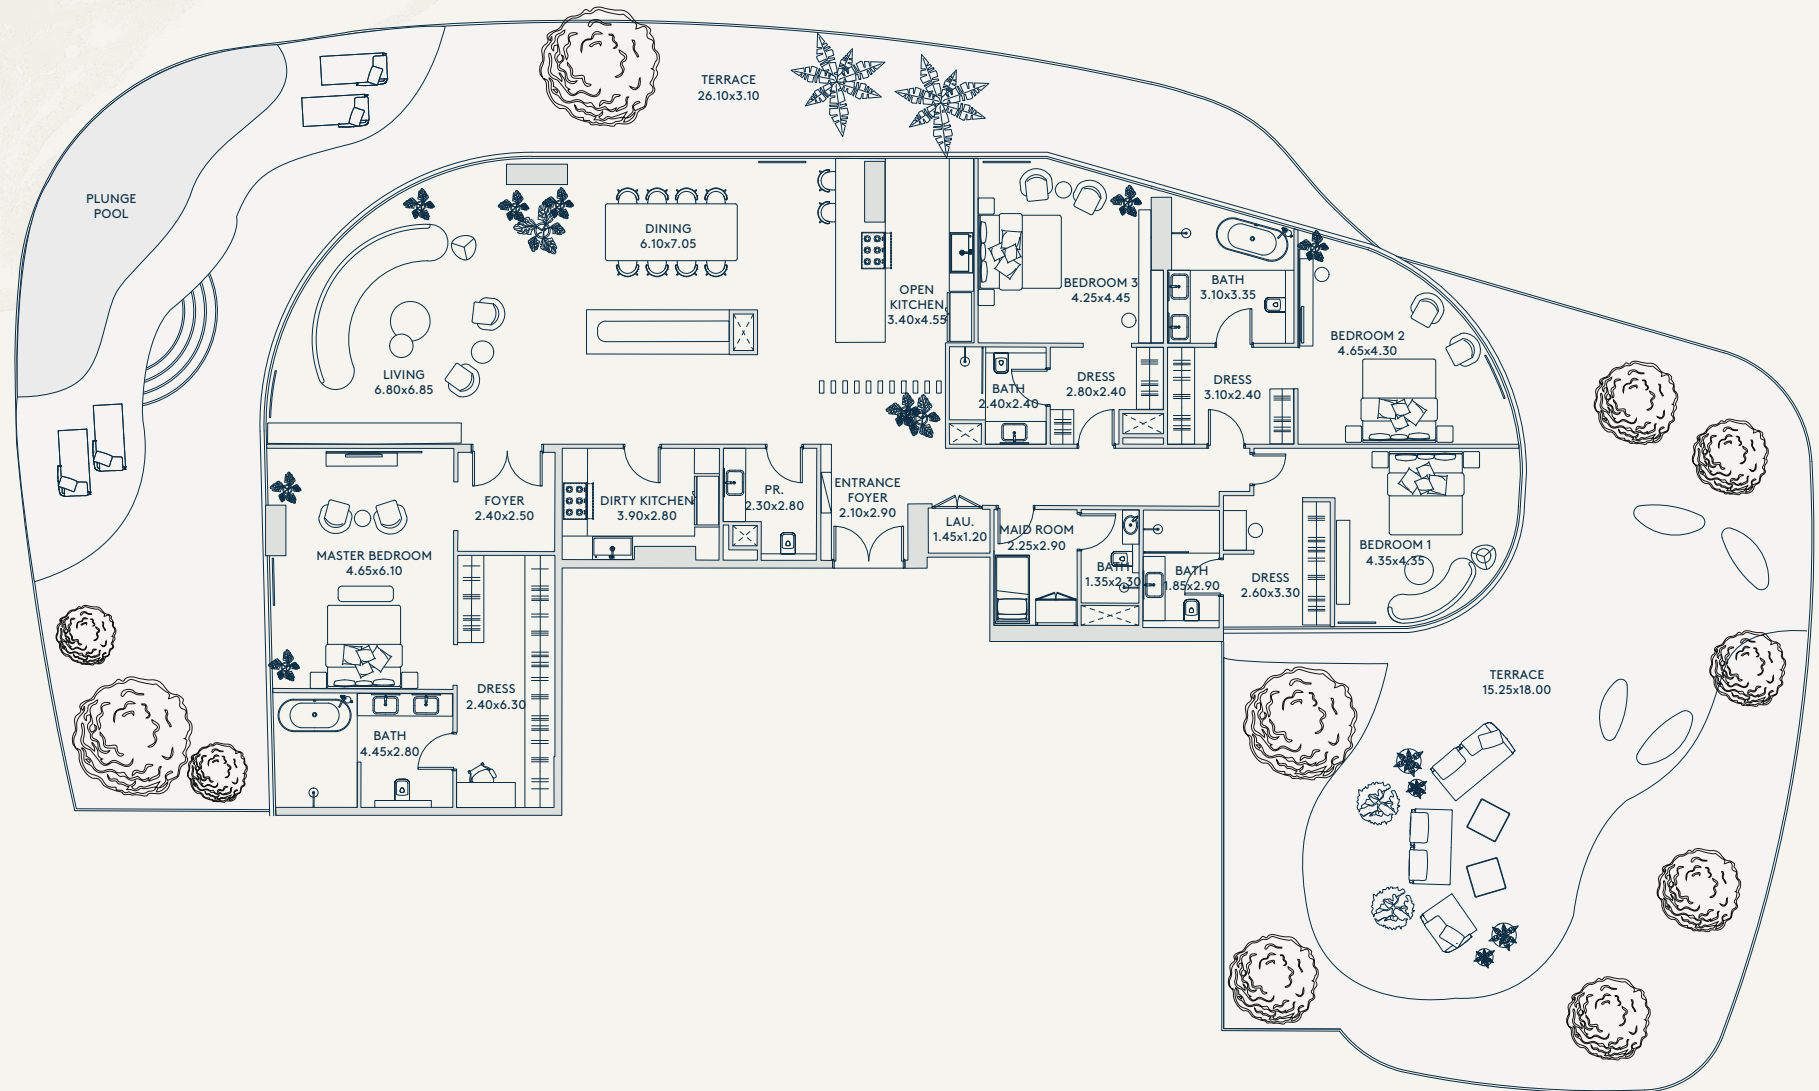 TERRACE
26.10x3.10
PLUNGE
POOL
DINING
6.10x7.05
OPEN
KITCHEN
3.40x4.55
BEDROOM 3
4.25x4.45
BATH
3.10x3.35
BEDROOM 2
4.65x4.30
LIVING
6.80x6.85
BATH
2.40x2.40
DRESS
2.80x2.40
DRESS
3.10x2.40
FOYER
2.40x2.50
DIRTY KITCHEN
3.90x2.80
PR.
2.30x2.80
ENTRANCE
FOYER
2.10x2.90
LAU.
1.45x1.20
MAID ROOM
2.25x2.90
BATH
1.35x2.30
BATH
1.85x2.90
DRESS
2.60x3.30
BEDROOM 1
4.35x4.35
MASTER BEDROOM
4.65x6.10
DRESS
2.40x6.30
BATH
4.45x2.80
TERRACE
15.25x18.00